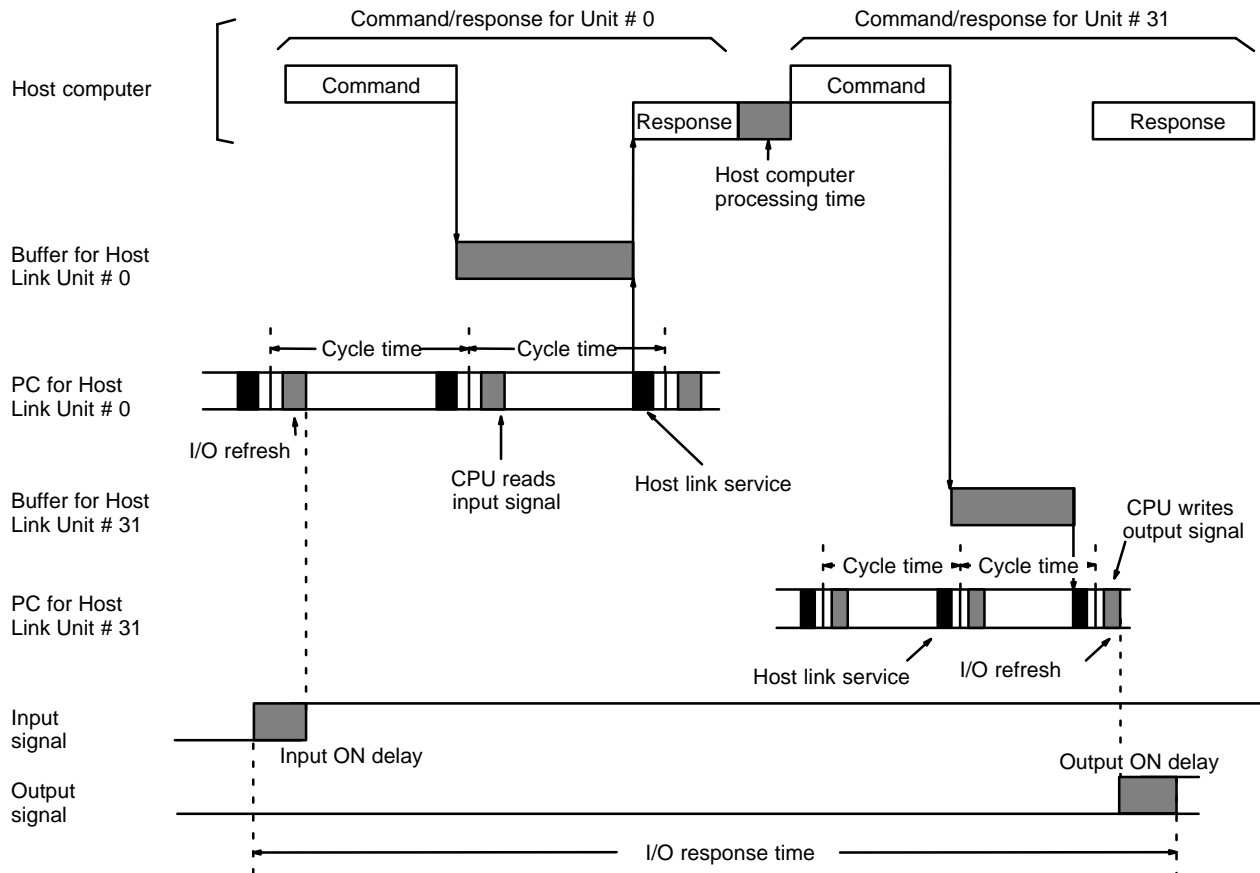 Command/response for Unit # 0
Command/response for Unit # 31
Host computer
Command
Command
Response
Response
Host computer
processing time
Buffer for Host
Link Unit # 0
Cycle time
Cycle time
PC for Host
Link Unit # 0
I/O refresh
CPU reads
input signal
Host link service
Buffer for Host
Link Unit # 31
CPU writes
output signal
Cycle time
Cycle time
PC for Host
Link Unit # 31
Host link service
I/O refresh
Input
signal
Input ON delay
Output ON delay
Output
signal
I/O response time